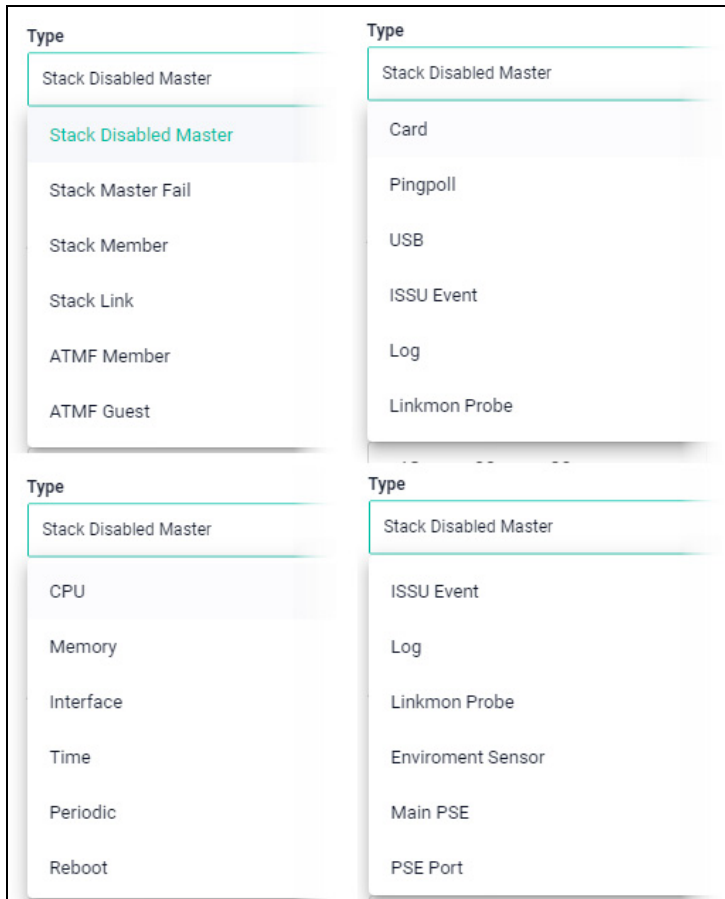 Type
Stack Disabled Master
Stack Disabled Master
Stack Master Fail
Stack Member
Stack Link
ATMF Member
ATMF Guest
Type
Stack Disabled Master
Card
Pingpoll
USB
ISSU Event
Log
Linkmon Probe
Type
Stack Disabled Master
CPU
Memory
Interface
Time
Periodic
Reboot
Type
Stack Disabled Master
ISSU Event
Log
Linkmon Probe
Enviroment Sensor
Main PSE
PSE Port